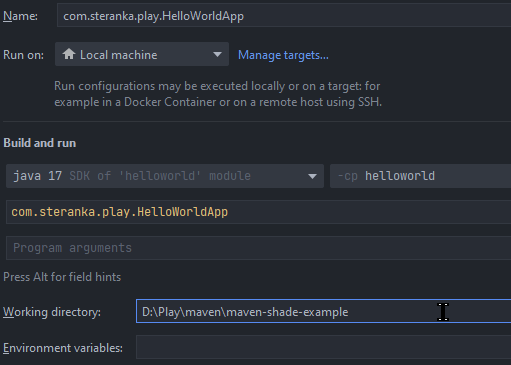 Name: com.steranka.play.HelloWorldApp
Run on: Local machine Manage targets...
Run configurations may be executed locally or on a target: for
example in a Docker Container or on a remote host using SSH.
Build and run
java 17 SDK of 'helloworld' module -cp helloworld
com.steranka.play.HelloWorldApp
Program arguments
Press Alt for field hints
Working directory: D:\Play\maven\maven-shade-example
Environment variables: